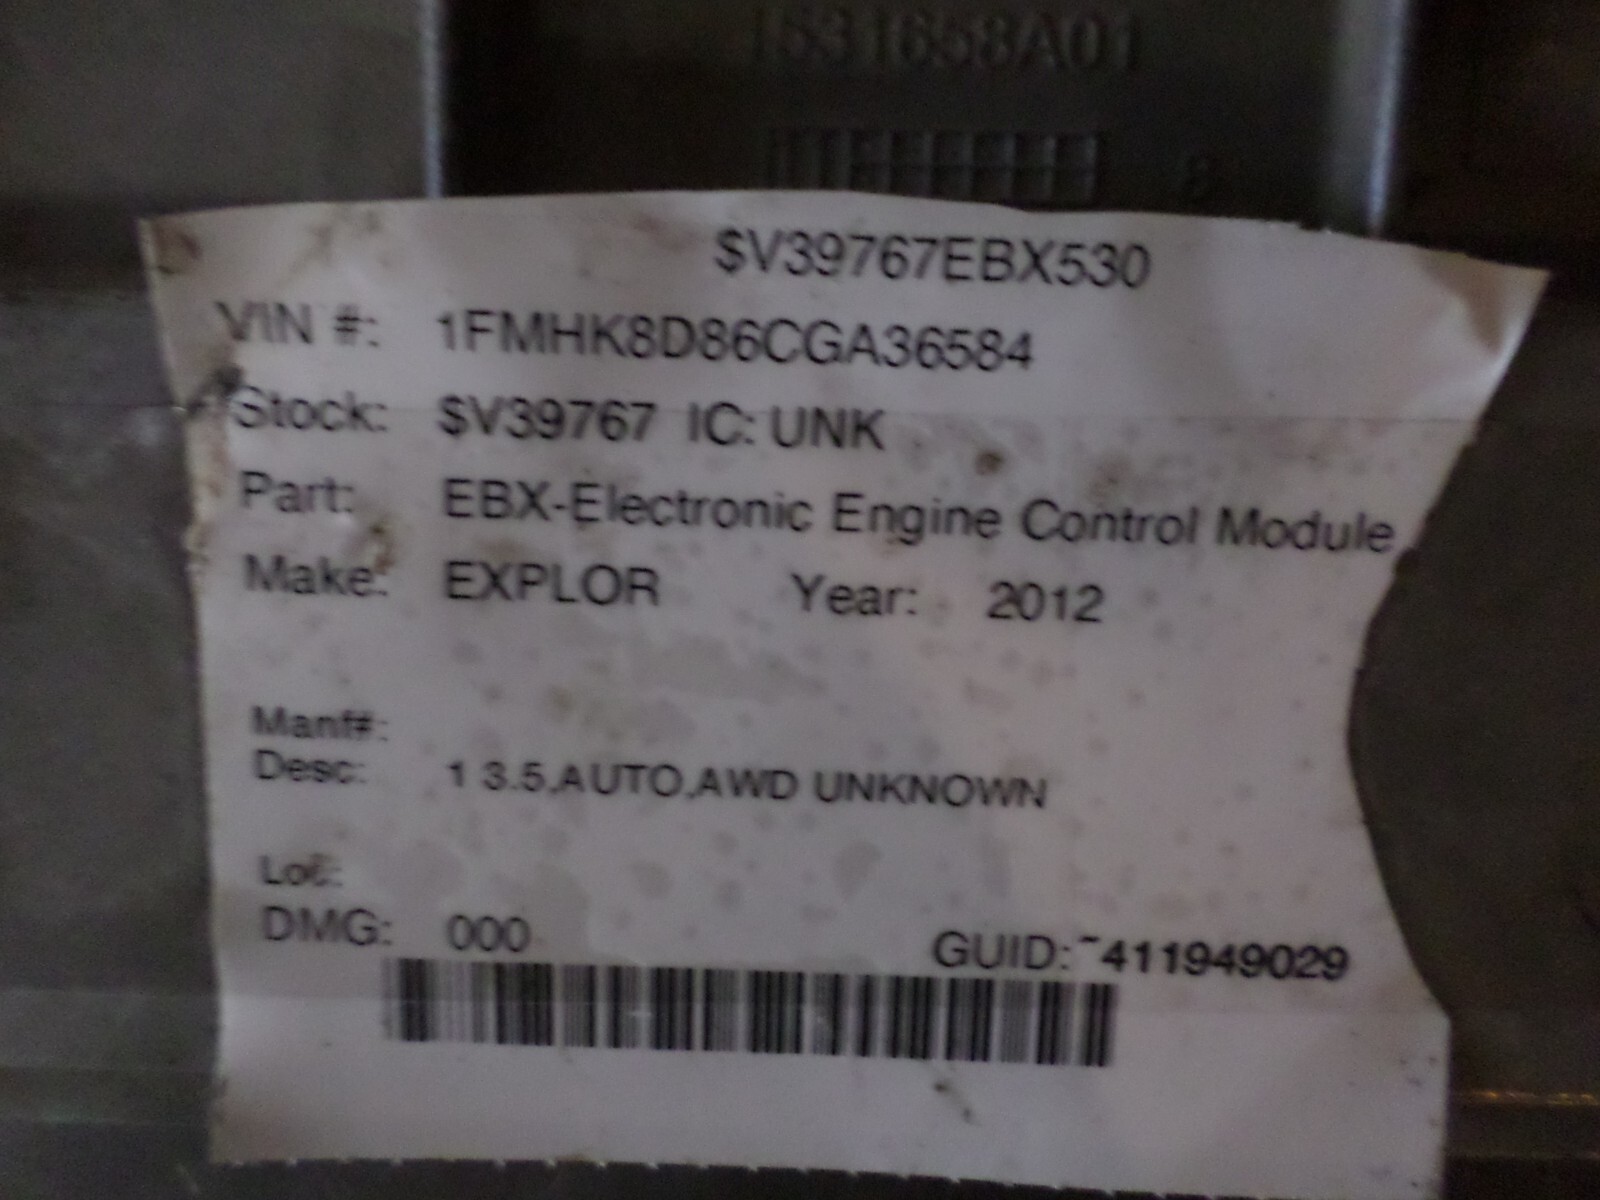 1531658A01
$V39767EBX530
VIN #: 1FMHK8D86CGA36584
Stock: $V39767 IC: UNK
Part: EBX-Electronic Engine Control Module
Make: EXPLOR Year: 2012
Manf#:
Desc: 1 3.5,AUTO,AWD UNKNOWN
Loc:
DMG: 000 GUID: -411949029